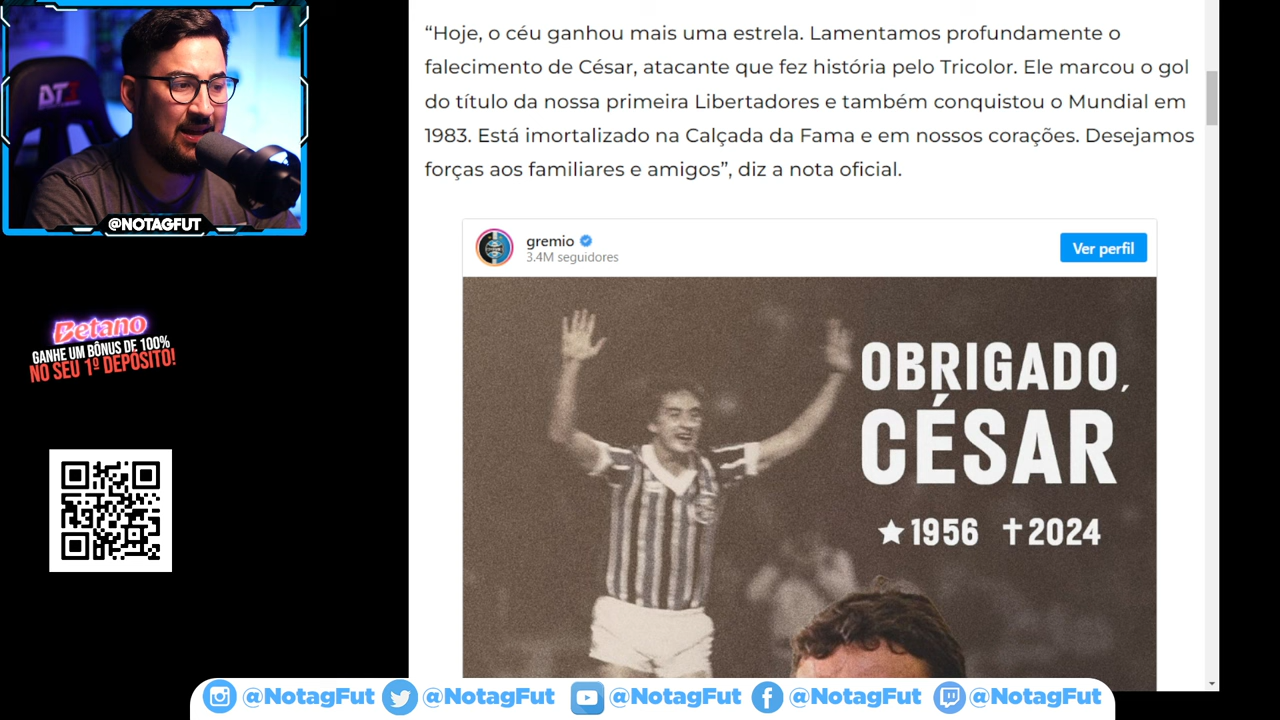 “Hoje, o céu ganhou mais uma estrela. Lamentamos profundamente o
falecimento de César, atacante que fez história pelo Tricolor. Ele marcou o gol
do título da nossa primeira Libertadores e também conquistou o Mundial em
1983. Está imortalizado na Calçada da Fama e em nossos corações. Desejamos
forças aos familiares e amigos”, diz a nota oficial.
DT3
@NOTAGFUT
gremio
3.4M seguidores
Ver perfil
Betano
GANHE UM BÔNUS DE 100%
NO SEU 1º DEPÓSITO!
OBRIGADO,
CÉSAR
1956 2024
@NotagFut @NotagFut @NotagFut @NotagFut @NotagFut